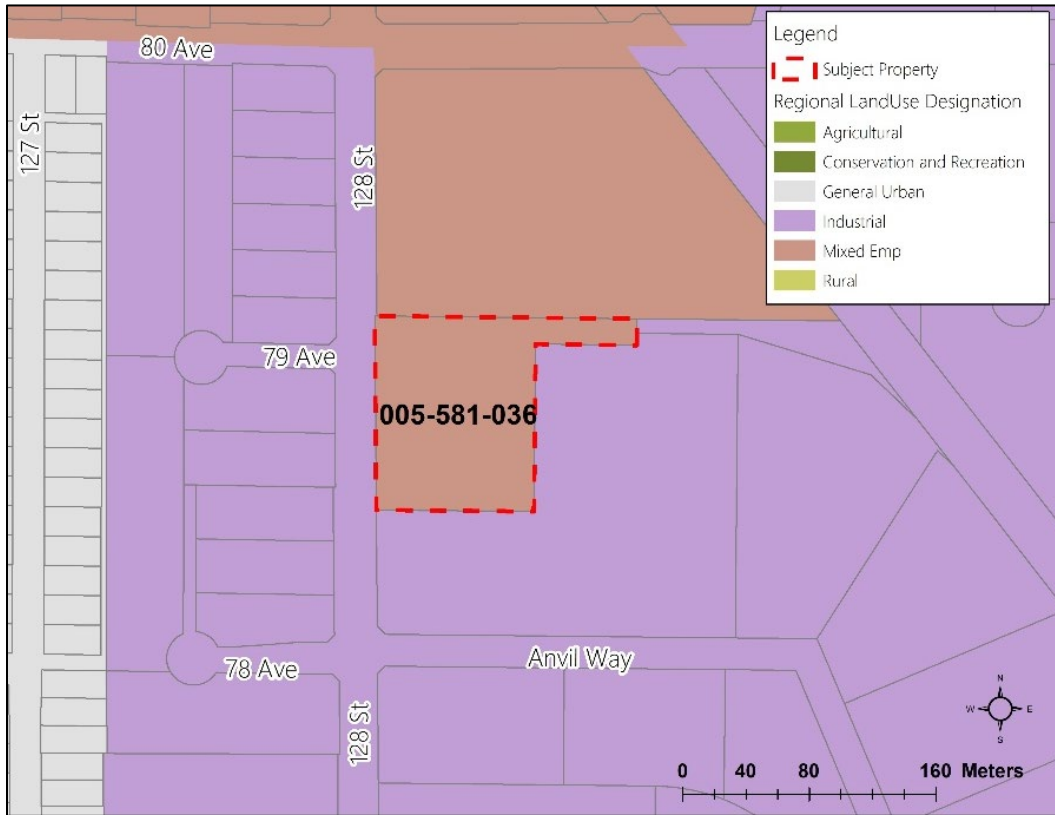 80 Ave
127 St
128 St
79 Ave
005-581-036
78 Ave
Anvil Way
128 St
Legend
Subject Property
Regional LandUse Designation
Agricultural
Conservation and Recreation
General Urban
Industrial
Mixed Emp
Rural
N
W E
S
0 40 80 160 Meters